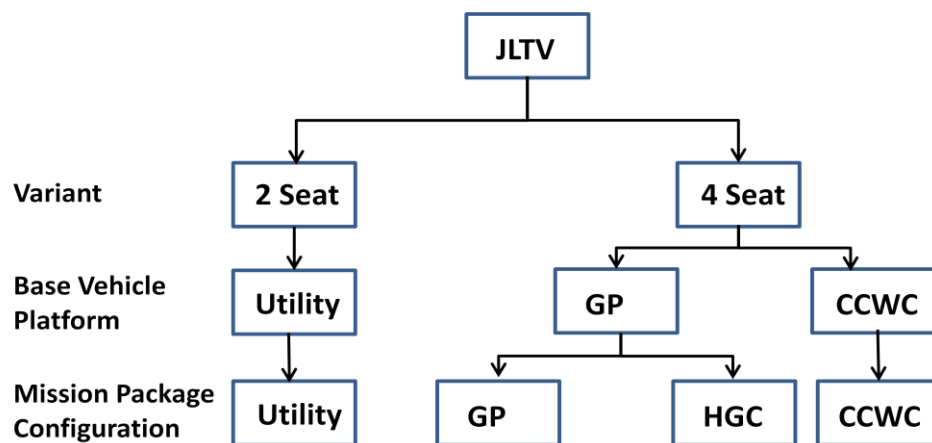 JLTV
Variant
2 Seat
4 Seat
Base Vehicle
Platform
Utility
GP
CCWC
Mission Package
Configuration
Utility
GP
HGC
CCWC